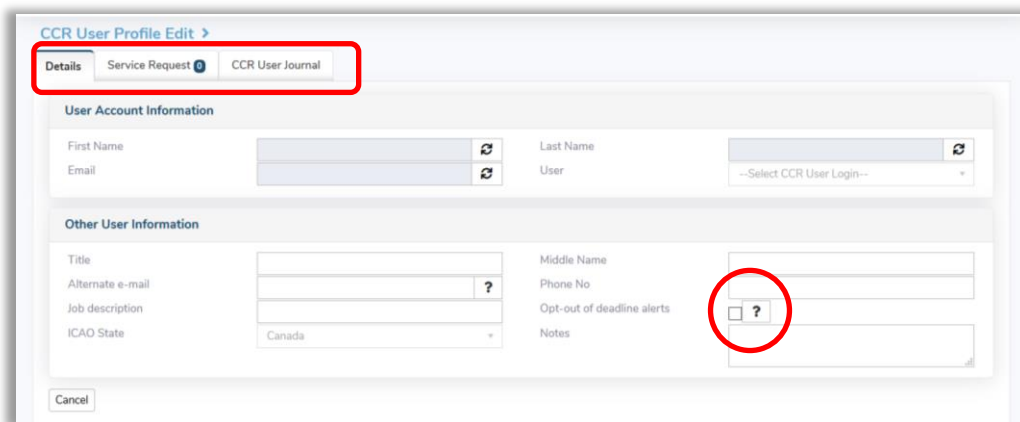 CCR User Profile Edit >
Details Service Request 0 CCR User Journal
User Account Information
First Name Last Name
Email User --Select CCR User Login--
Other User Information
Title Middle Name
Alternate e-mail ? Phone No
Job description Opt-out of deadline alerts ?
ICAO State Canada Notes
Cancel